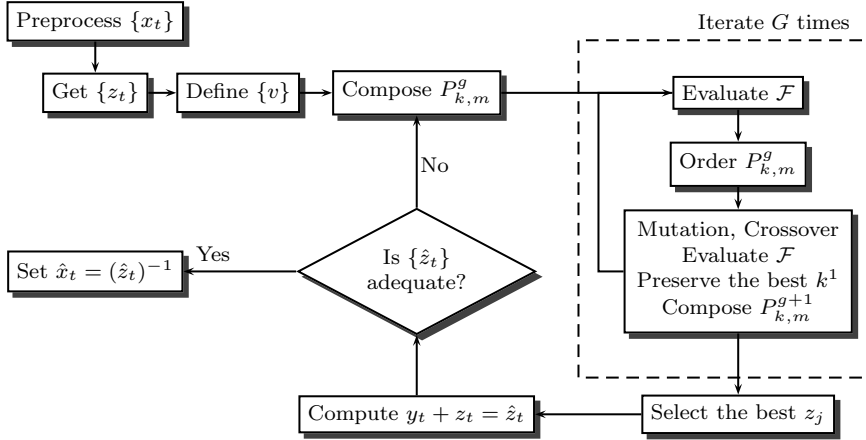 Preprocess {x_t}
Iterate G times
Get {z_t}
Define {v}
Compose P^g_{k,m}
Evaluate ℱ
No
Order P^g_{k,m}
Mutation, Crossover
Evaluate ℱ
Preserve the best k^1
Compose P^{g+1}_{k,m}
Is {ẑ_t}
adequate?
Yes
Set x̂_t = (ẑ_t)^{-1}
Compute y_t + z_t = ẑ_t
Select the best z_j